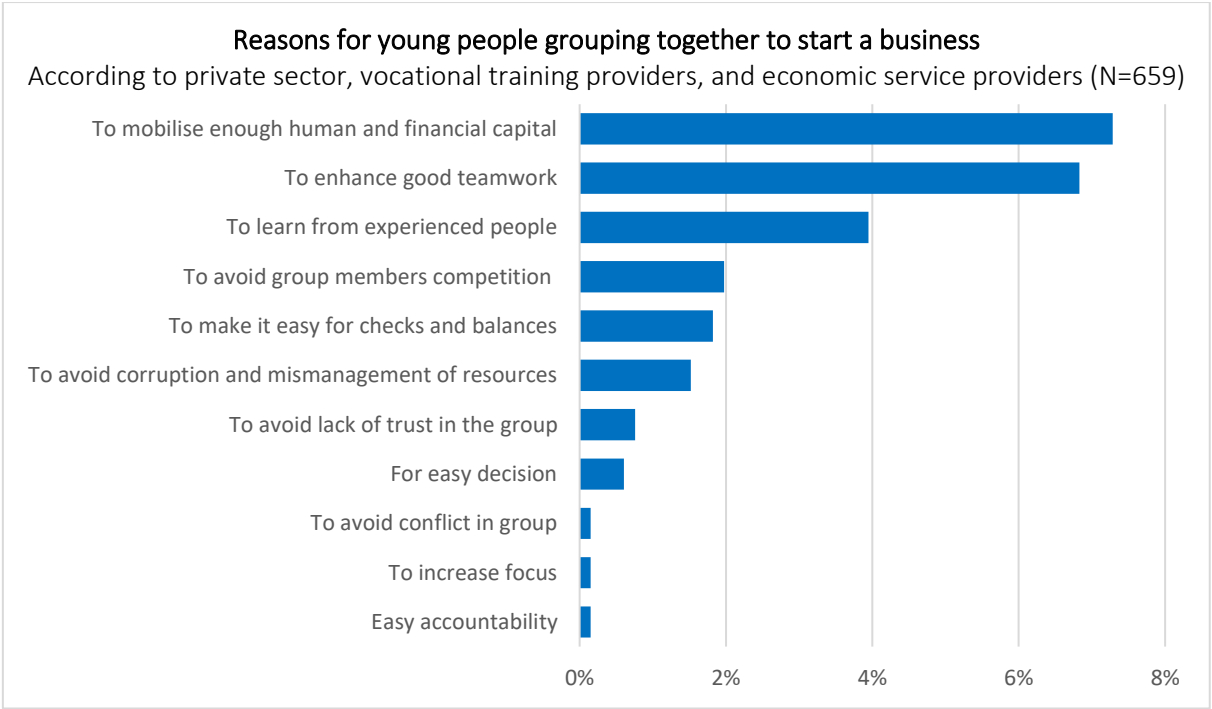 Reasons for young people grouping together to start a business
According to private sector, vocational training providers, and economic service providers (N=659)
To mobilise enough human and financial capital
To enhance good teamwork
To learn from experienced people
To avoid group members competition
To make it easy for checks and balances
To avoid corruption and mismanagement of resources
To avoid lack of trust in the group
For easy decision
To avoid conflict in group
To increase focus
Easy accountability
0% 2% 4% 6% 8%